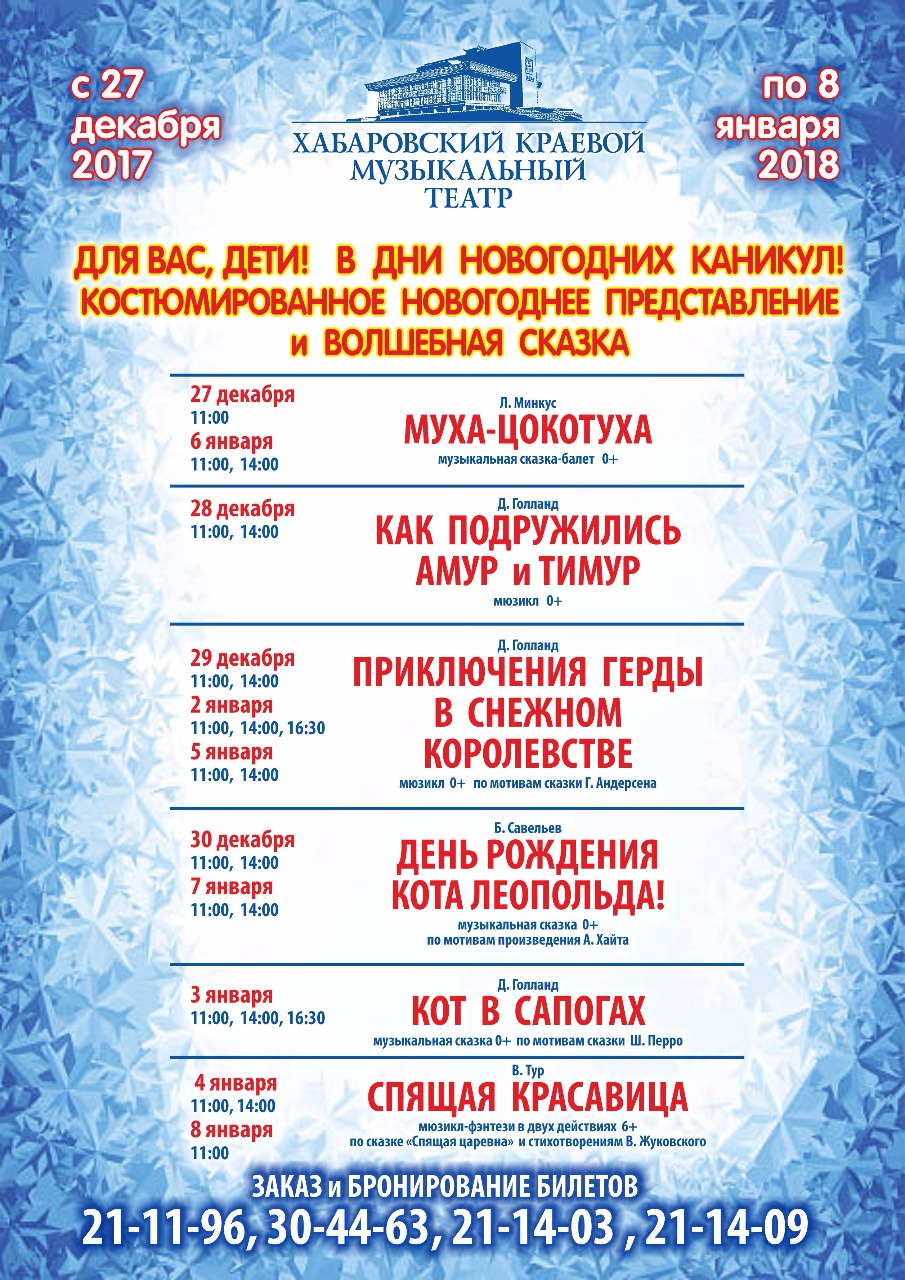 с 27
декабря
2017
по 8
января
2018
ХАБАРОВСКИЙ КРАЕВОЙ
МУЗЫКАЛЬНЫЙ
ТЕАТР
ДЛЯ ВАС, ДЕТИ! В ДНИ НОВОГОДНИХ КАНИКУЛ!
КОСТЮМИРОВАННОЕ НОВОГОДНЕЕ ПРЕДСТАВЛЕНИЕ
и ВОЛШЕБНАЯ СКАЗКА
27 декабря
11:00
6 января
11:00, 14:00
Л. Минкус
МУХА-ЦОКОТУХА
музыкальная сказка-балет 0+
28 декабря
11:00, 14:00
Д. Голланд
КАК ПОДРУЖИЛИСЬ
АМУР и ТИМУР
мюзикл 0+
29 декабря
11:00, 14:00
2 января
11:00, 14:00, 16:30
5 января
11:00, 14:00
Д. Голланд
ПРИКЛЮЧЕНИЯ ГЕРДЫ
В СНЕЖНОМ
КОРОЛЕВСТВЕ
мюзикл 0+ по мотивам сказки Г. Андерсена
30 декабря
11:00, 14:00
7 января
11:00, 14:00
Б. Савельев
ДЕНЬ РОЖДЕНИЯ
КОТА ЛЕОПОЛЬДА!
музыкальная сказка 0+
по мотивам произведения А. Хайта
3 января
11:00, 14:00, 16:30
Д. Голланд
КОТ В САПОГАХ
музыкальная сказка 0+ по мотивам сказки Ш. Перро
4 января
11:00, 14:00
8 января
11:00
В. Тур
СПЯЩАЯ КРАСАВИЦА
мюзикл-фэнтези в двух действиях 6+
по сказке «Спящая царевна» и стихотворениям В. Жуковского
ЗАКАЗ и БРОНИРОВАНИЕ БИЛЕТОВ
21-11-96, 30-44-63, 21-14-03 , 21-14-09